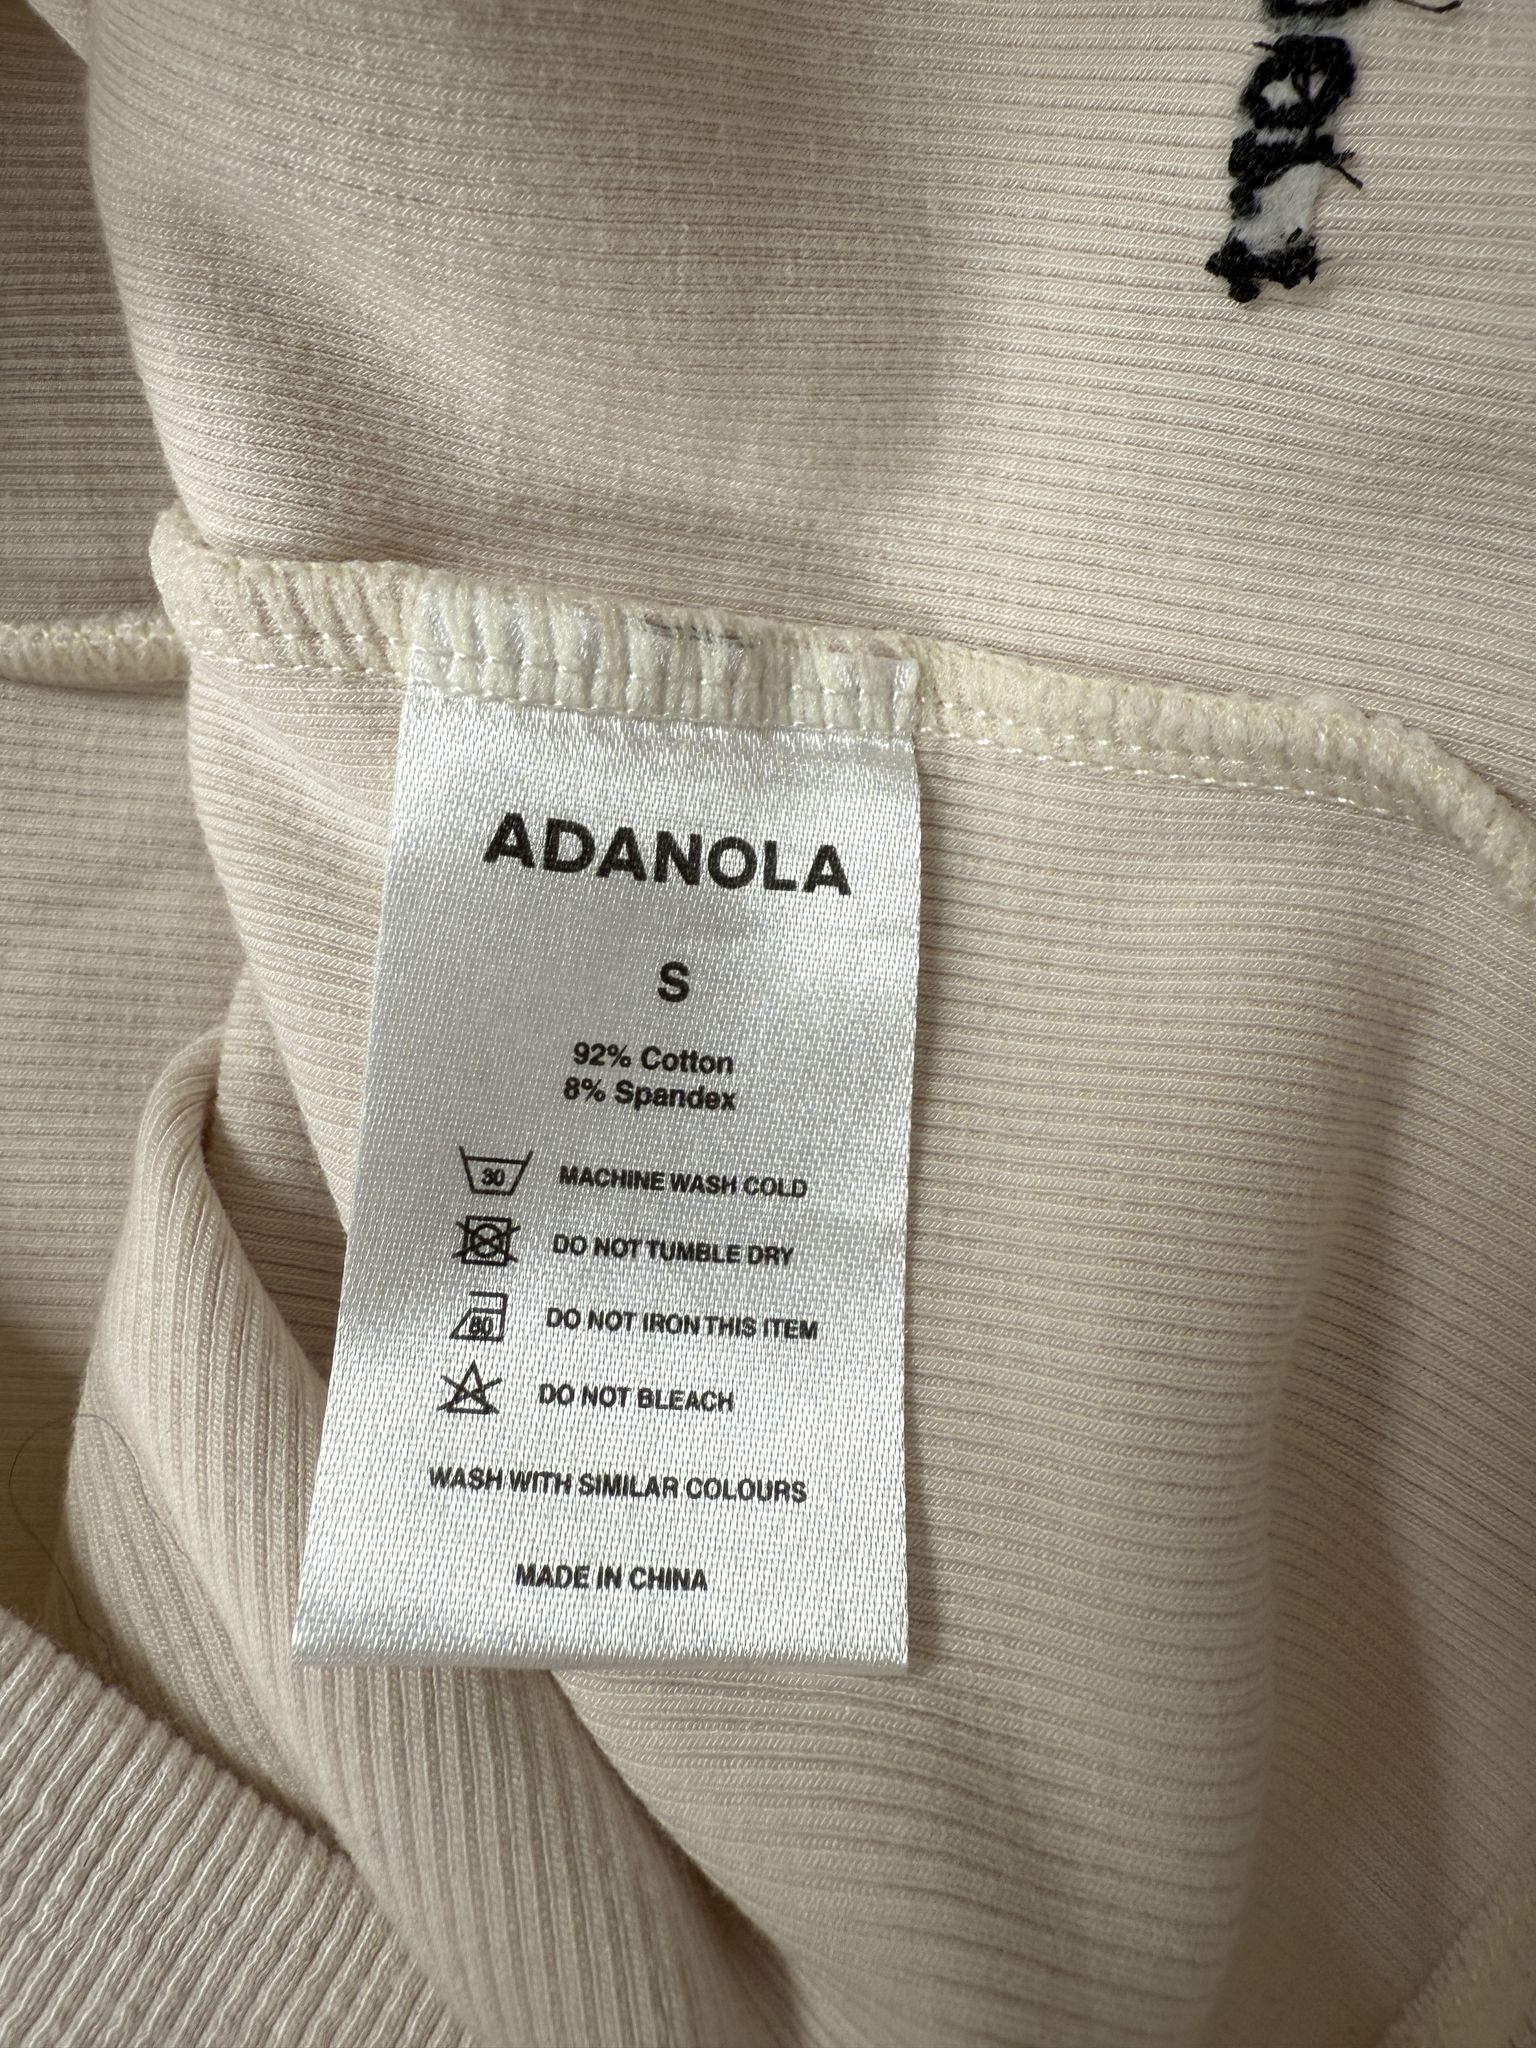 ADANOLA
S
92% Cotton
8% Spandex
30 MACHINE WASH COLD
DO NOT TUMBLE DRY
80 DO NOT IRON THIS ITEM
DO NOT BLEACH
WASH WITH SIMILAR COLOURS
MADE IN CHINA